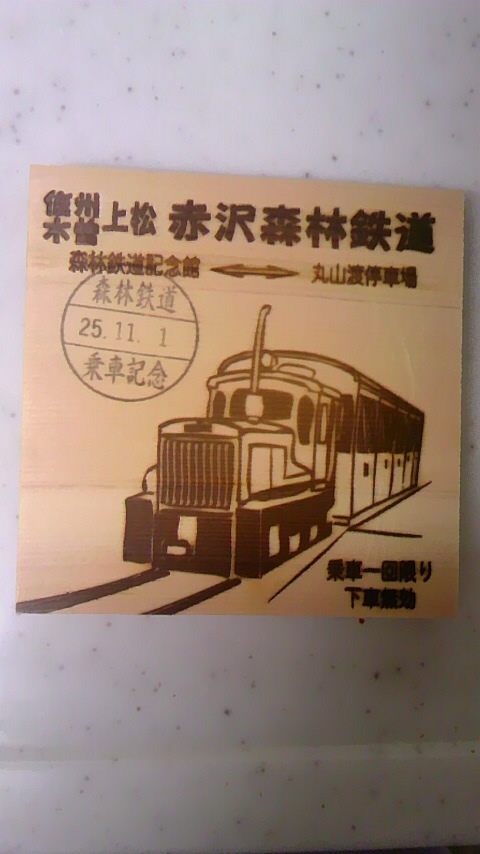 信州
木曽 上松 赤沢森林鉄道
森林鉄道記念館 ⟷ 丸山渡停車場
森林鉄道
25.11.1
乗車記念
乗車一回限り
下車無効